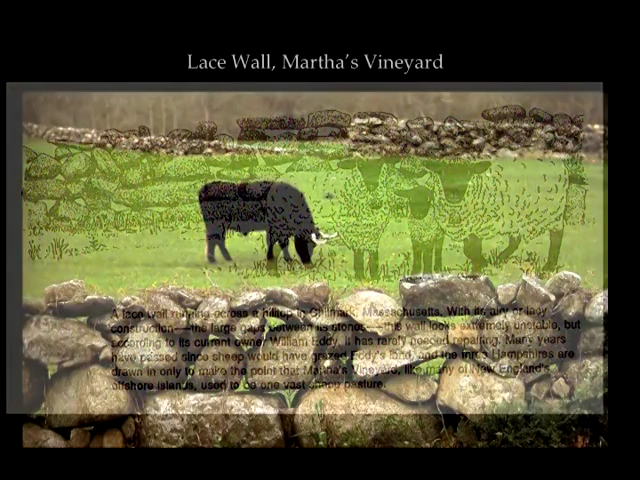 Lace Wall, Martha's Vineyard
A lace wall running across a hilltop in Chilmark, Massachusetts. With its airy or lacy
construction—the large gaps between its stones—this wall looks extremely unstable, but
according to its current owner William Eddy, it has rarely needed repairing. Many years
have passed since sheep would have grazed Eddy's land, and the three Hampshires are
drawn in only to make the point that Martha's Vineyard, like many of New England's
offshore islands, used to be one vast sheep pasture.